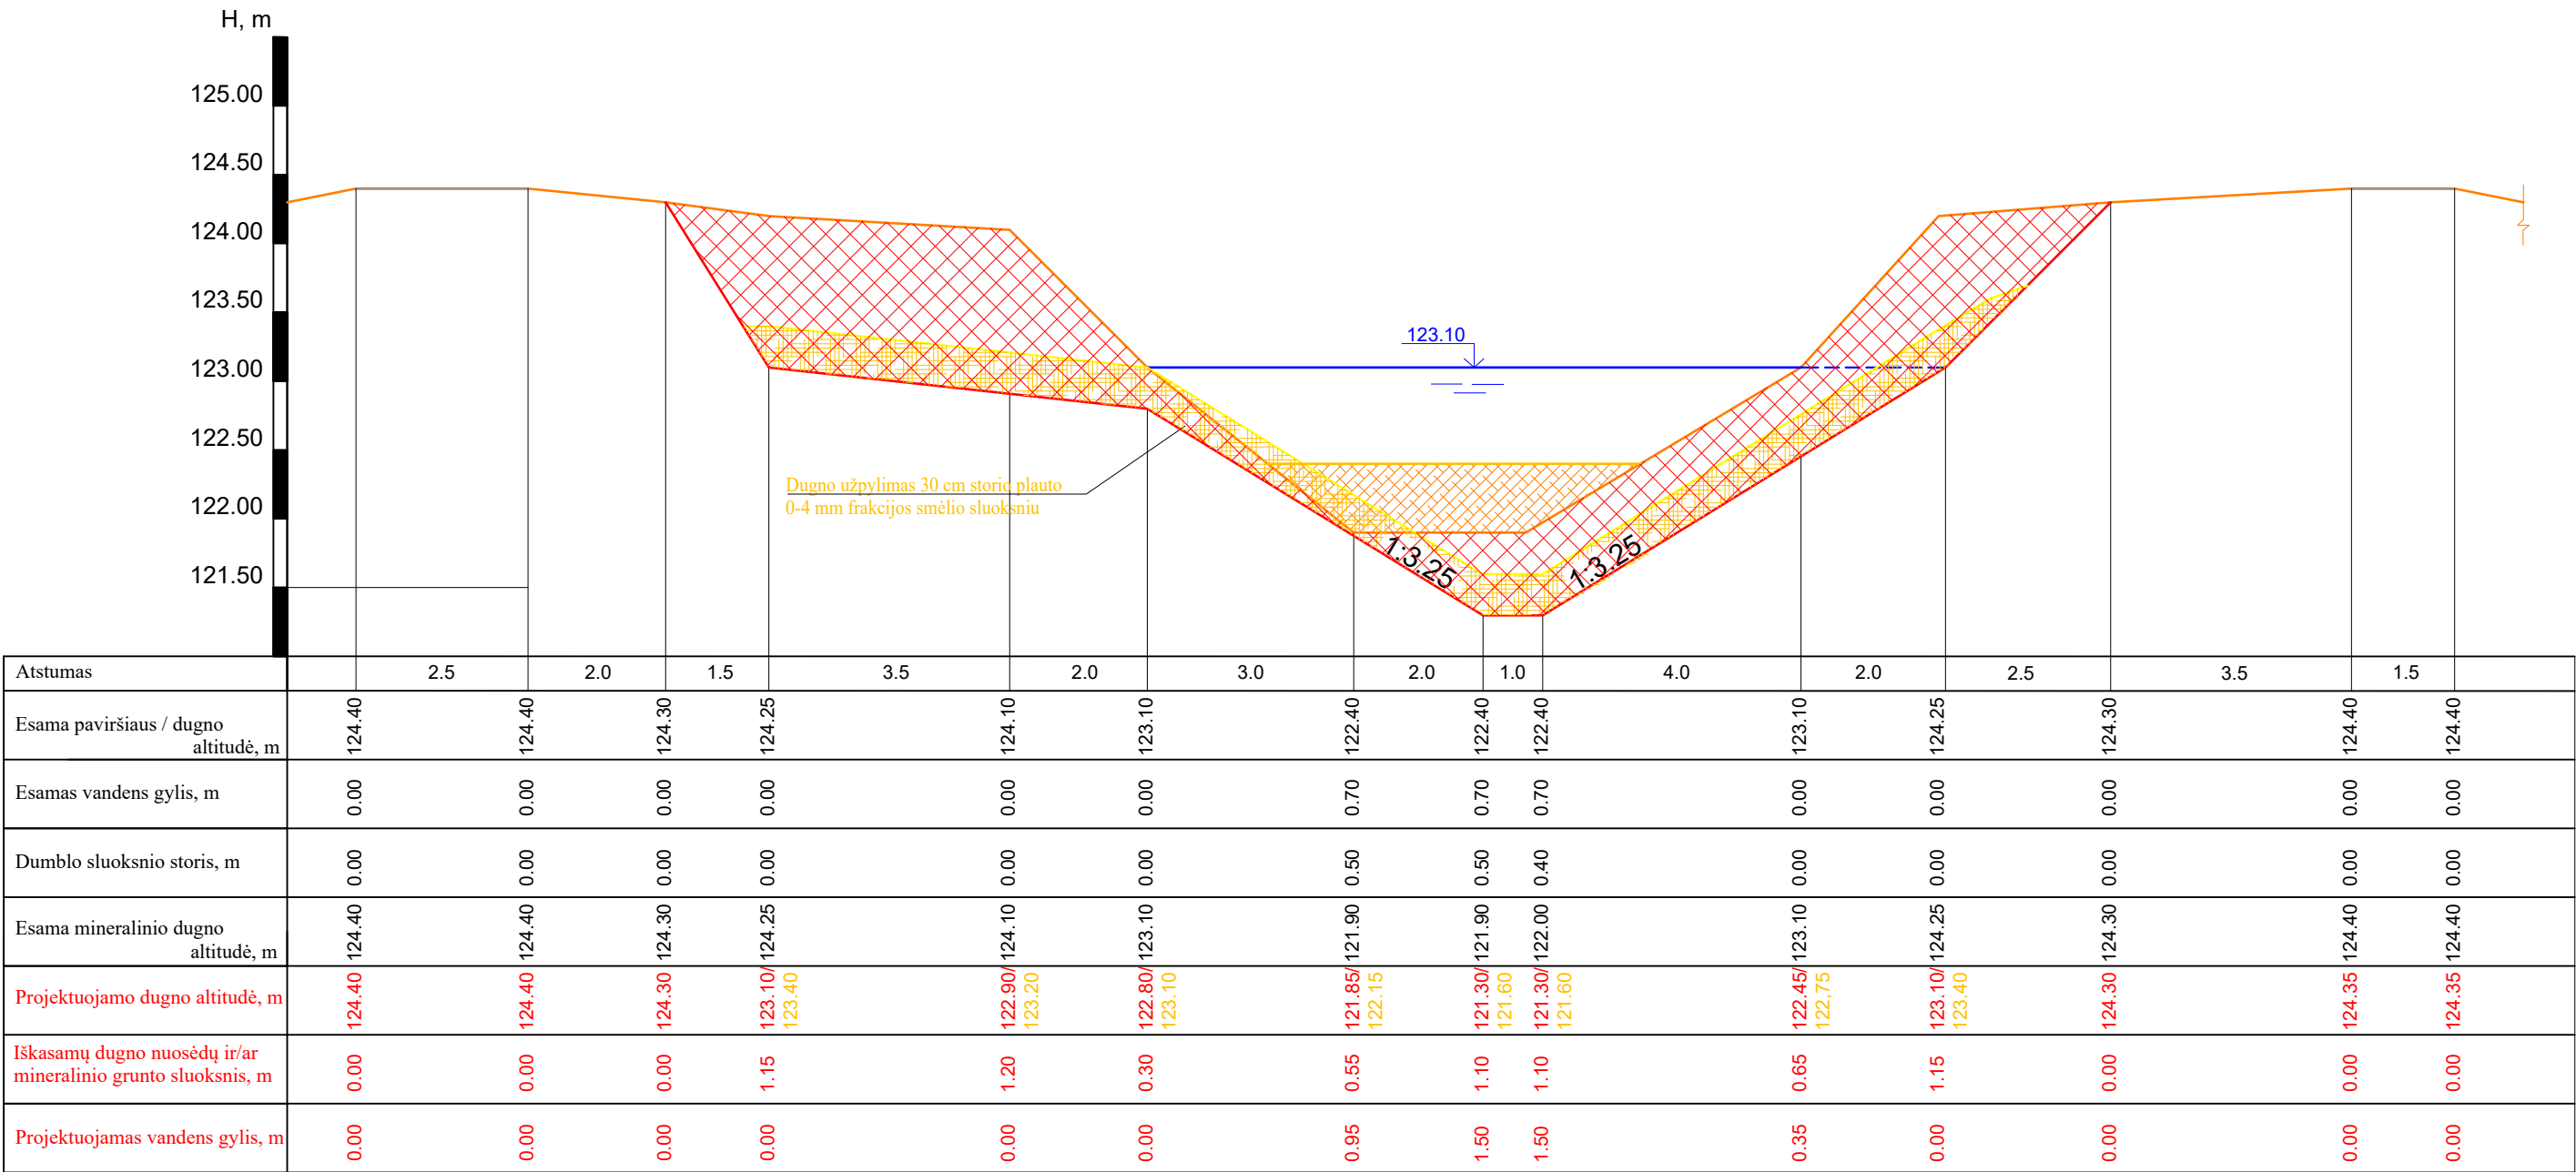 H, m
125.00
124.50
124.00
123.50
123.00
122.50
122.00
121.50
123.10
Dugno užpylimas 30 cm storio plauto
0-4 mm frakcijos smėlio sluoksniu
1:3.25
1:3.25
Atstumas 2.5 2.0 1.5 3.5 2.0 3.0 2.0 1.0 4.0 2.0 2.5 3.5 1.5
Esama paviršiaus / dugno
altitudė, m
124.40 124.40 124.30 124.25 124.10 123.10 122.40 122.40 122.40 123.10 124.25 124.30 124.40 124.40
Esamas vandens gylis, m 0.00 0.00 0.00 0.00 0.00 0.00 0.70 0.70 0.70 0.00 0.00 0.00 0.00 0.00
Dumblo sluoksnio storis, m 0.00 0.00 0.00 0.00 0.00 0.00 0.50 0.50 0.40 0.00 0.00 0.00 0.00 0.00
Esama mineralinio dugno
altitudė, m
124.40 124.40 124.30 124.25 124.10 123.10 121.90 121.90 122.00 123.10 124.25 124.30 124.40 124.40
Projektuojamo dugno altitudė, m 124.40 124.40 124.30 123.10/ 123.40 122.90/ 123.20 122.80/ 123.10 121.85/ 122.15 121.30/ 121.60 121.30/ 121.60 122.45/ 122.75 123.10/ 123.40 124.30 124.35 124.35
Iškasamų dugno nuosėdų ir/ar
mineralinio grunto sluoksnis, m
0.00 0.00 0.00 1.15 1.20 0.30 0.55 1.10 1.10 0.65 1.15 0.00 0.00 0.00
Projektuojamas vandens gylis, m 0.00 0.00 0.00 0.00 0.00 0.00 0.95 1.50 1.50 0.35 0.00 0.00 0.00 0.00